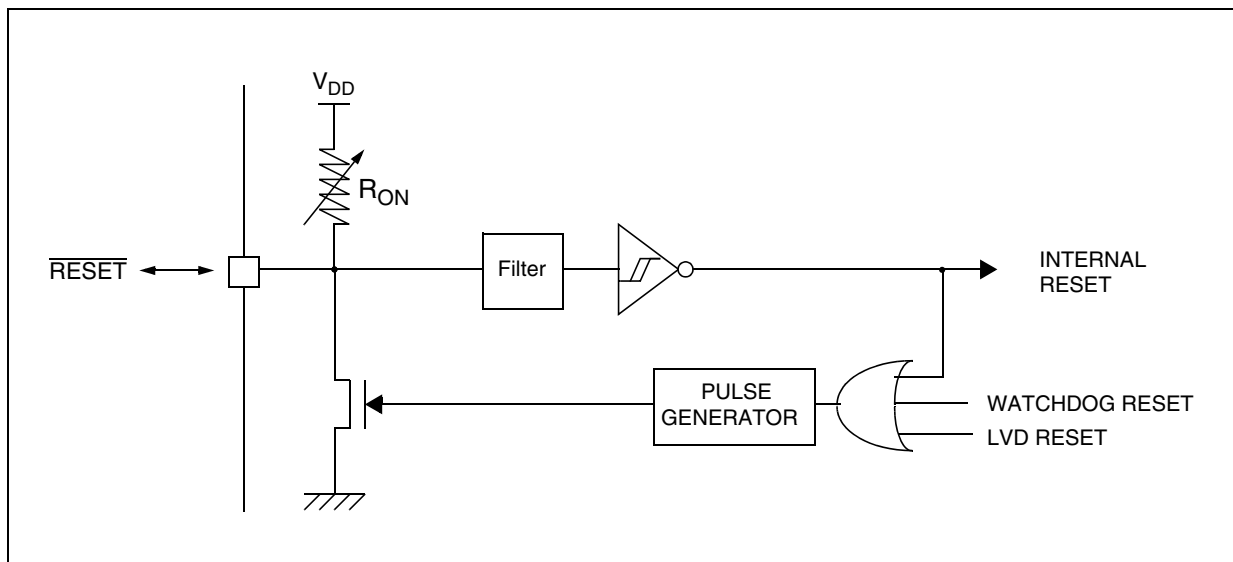 VDD
RON
RESET
Filter
INTERNAL
RESET
PULSE
GENERATOR
WATCHDOG RESET
LVD RESET